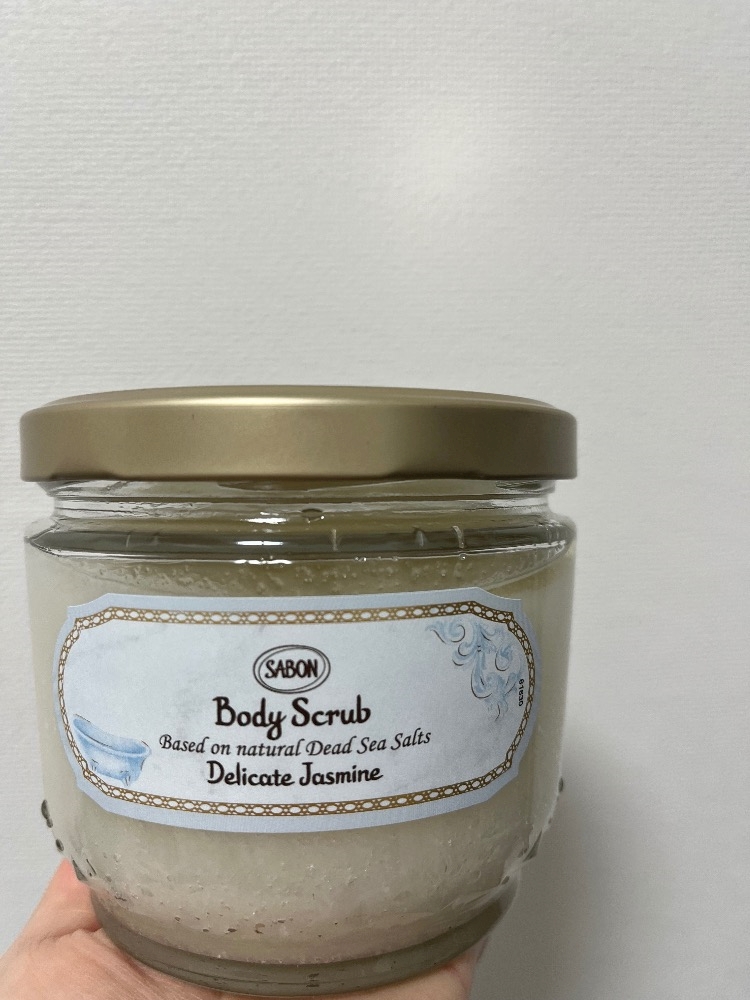 SABON
Body Scrub
Based on natural Dead Sea Salts
Delicate Jasmine